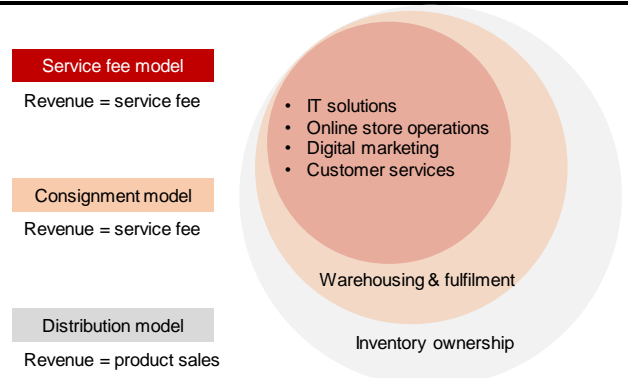 Service fee model
Revenue = service fee
• IT solutions
• Online store operations
• Digital marketing
• Customer services
Consignment model
Revenue = service fee
Warehousing & fulfilment
Distribution model
Inventory ownership
Revenue = product sales